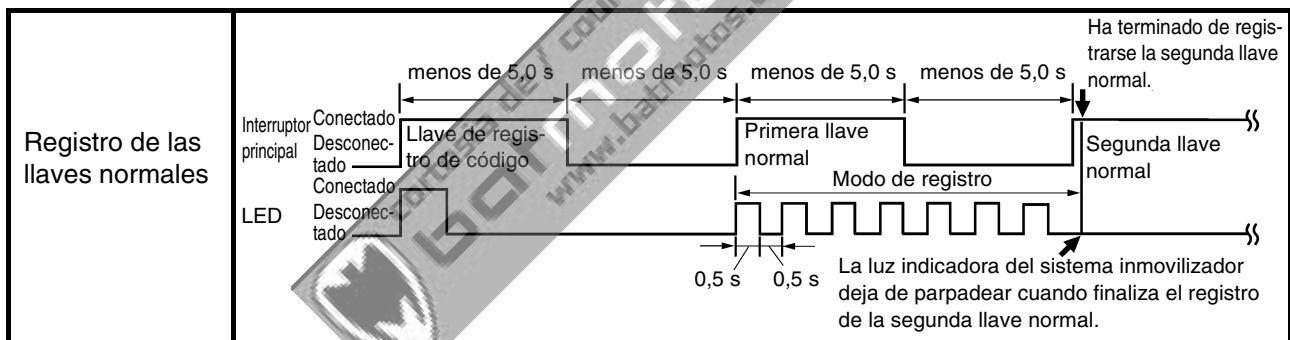 Registro de las
llaves normales
Ha terminado de regis-
trarse la segunda llave
normal.
menos de 5,0 s
menos de 5,0 s
menos de 5,0 s
menos de 5,0 s
Interruptor
principal
Conectado
Desconec-
tado
Llave de regis-
tro de código
Primera llave
normal
Segunda llave
normal
Modo de registro
LED
Conectado
Desconec-
tado
0,5 s
0,5 s
La luz indicadora del sistema inmovilizador
deja de parpadear cuando finaliza el registro
de la segunda llave normal.
cortesía de
www.batmotos.